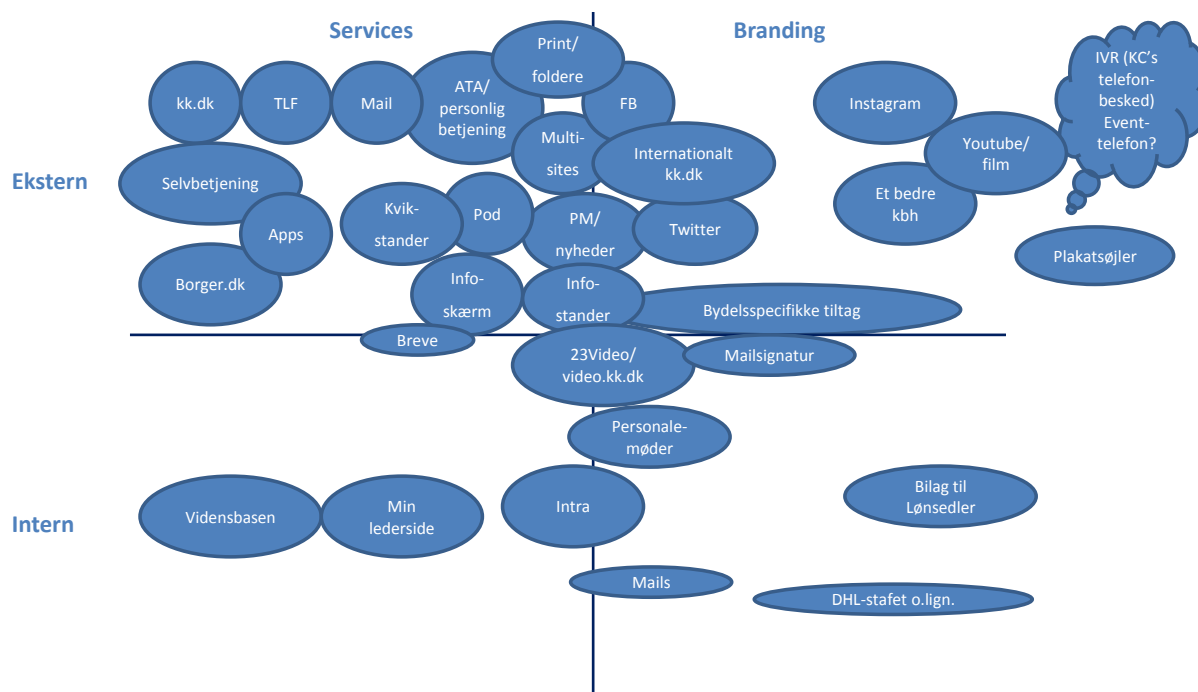 Services
Branding
Print/
foldere
IVR (KC's
telefon-
besked)
Event-
telefon?
kk.dk
TLF
Mail
ATA/
personlig
betjening
FB
Instagram
Multi-
sites
Internationalt
kk.dk
Youtube/
film
Ekstern
Selvbetjening
Et bedre
kbh
Kvik-
stander
Pod
PM/
nyheder
Twitter
Apps
Plakatsøjler
Borger.dk
Info-
skærm
Info-
stander
Bydelsspecifikke tiltag
Breve
23Video/
video.kk.dk
Mailsignatur
Personale-
møder
Intern
Vidensbasen
Min
lederside
Intra
Bilag til
Lønsedler
Mails
DHL-stafet o.lign.